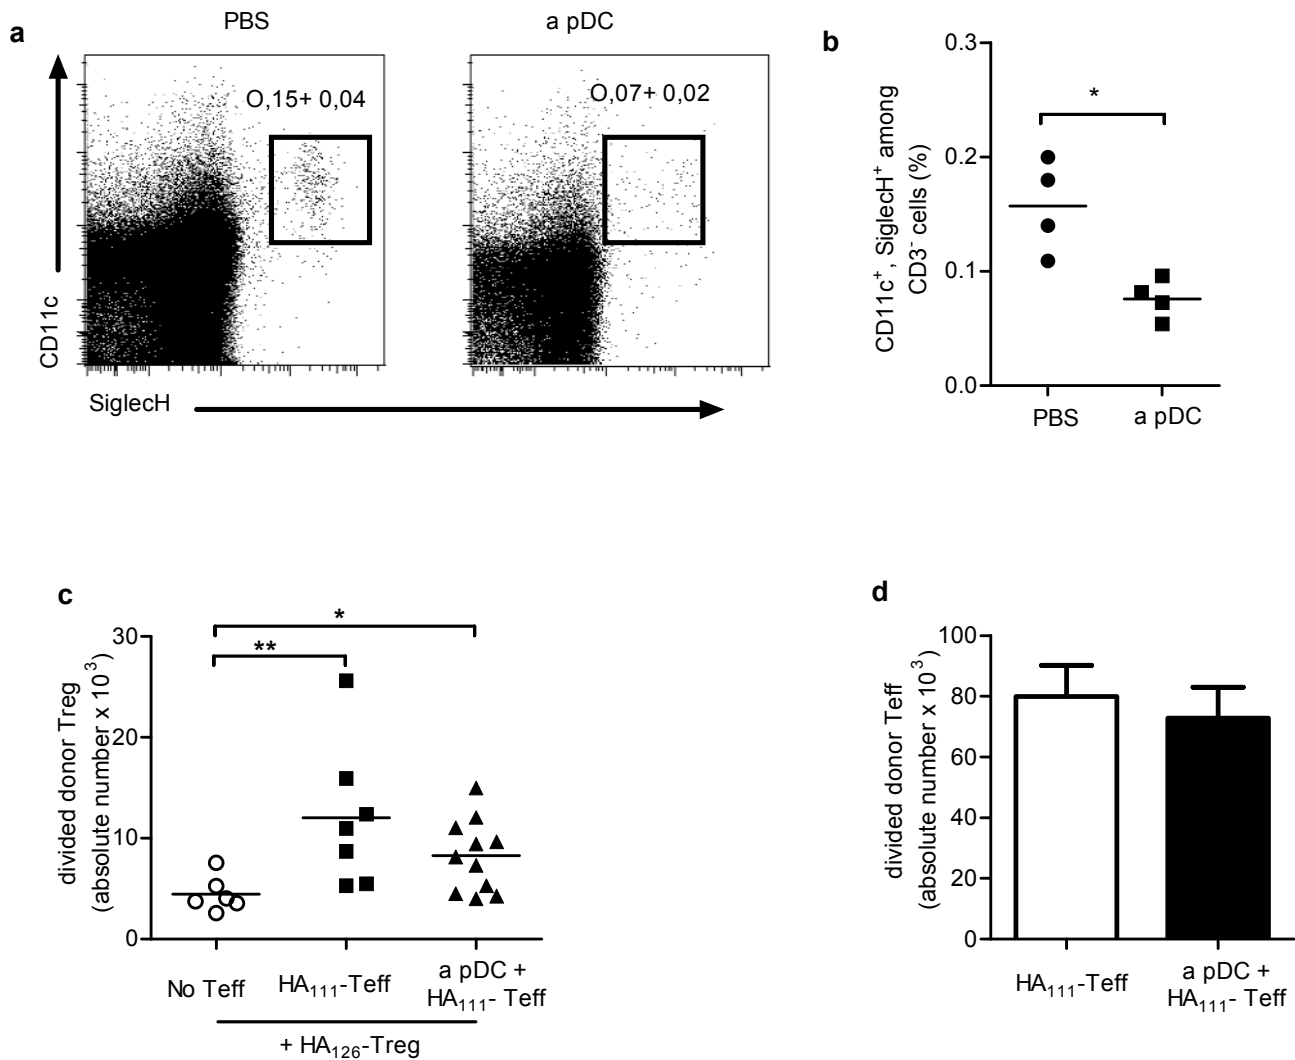 a
PBS
a pDC
O,15+ 0,04
O,07+ 0,02
CD11c
SiglecH
b
CD11c⁺, SiglecH⁺ among
CD3⁻ cells (%)
0.3
0.2
0.1
0.0
*
PBS
a pDC
c
divided donor Treg
(absolute number x 10³)
30
20
10
0
*
**
No Teff
HA₁₁₁-Teff
a pDC +
HA₁₁₁- Teff
+ HA₁₂₆-Treg
d
divided donor Teff
(absolute number x 10³)
100
80
60
40
20
0
HA₁₁₁-Teff
a pDC +
HA₁₁₁- Teff